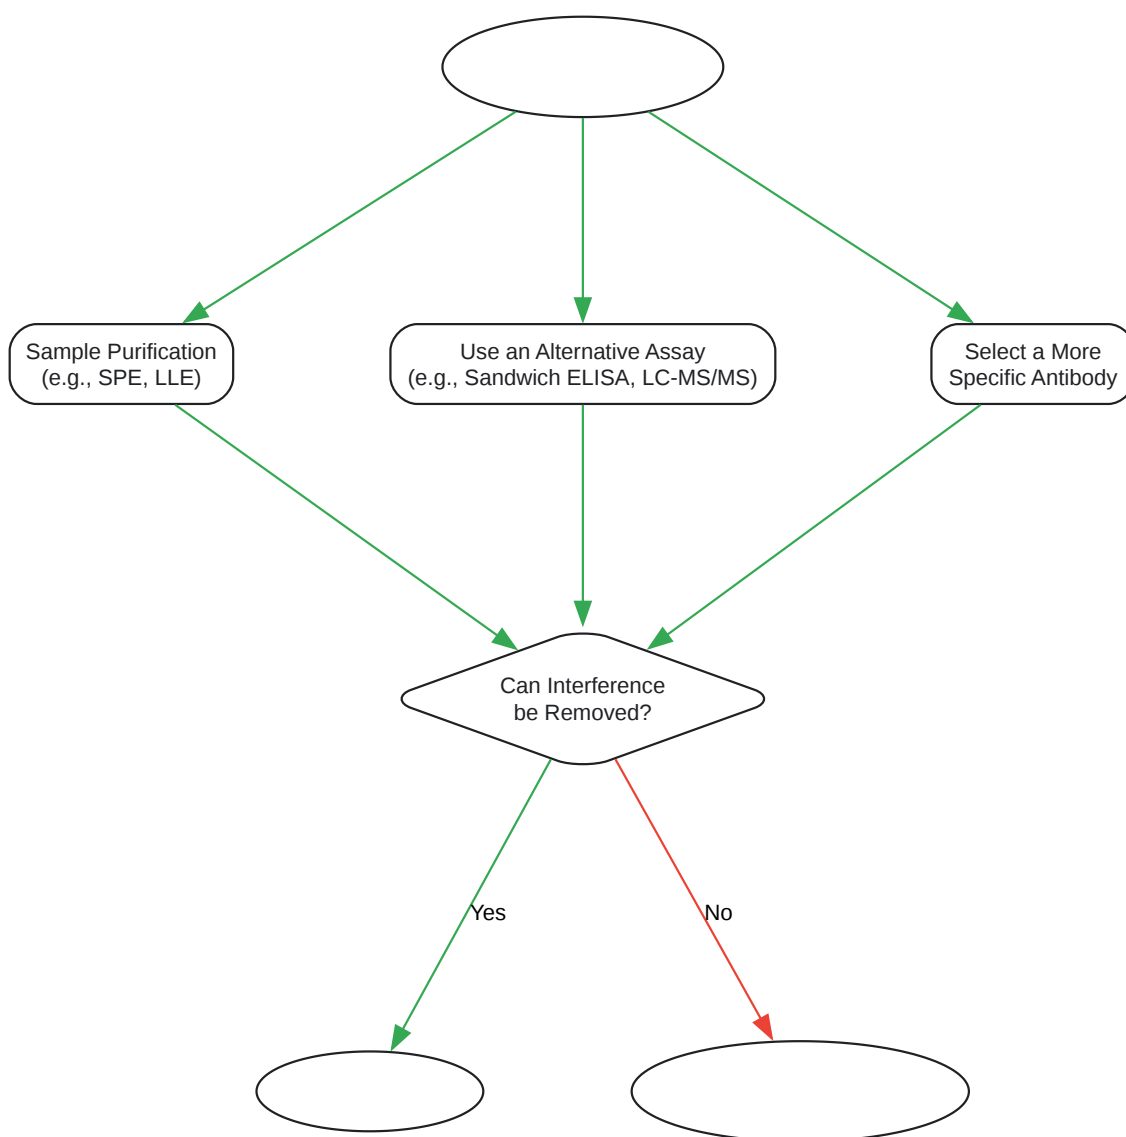 Sample Purification
(e.g., SPE, LLE)
Use an Alternative Assay
(e.g., Sandwich ELISA, LC-MS/MS)
Select a More
Specific Antibody
Can Interference
be Removed?
Yes
No